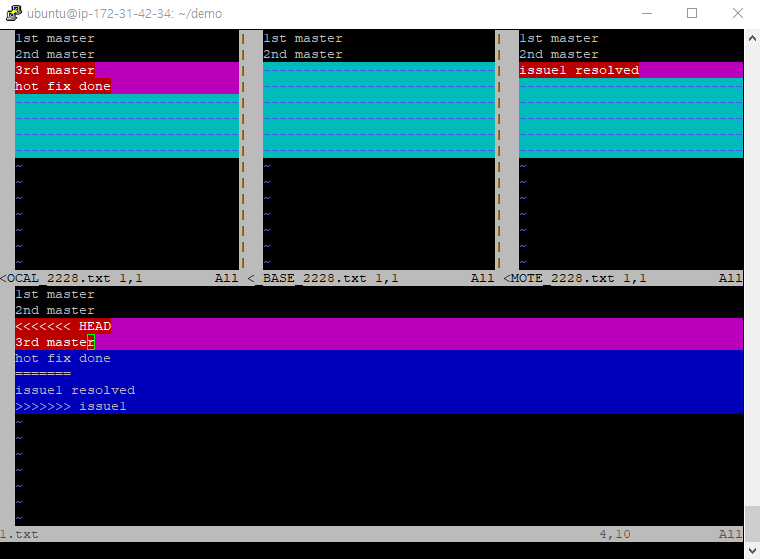 ubuntu@ip-172-31-42-34: ~/demo
1st master
2nd master
3rd master
hot fix done
~
~
~
~
~
~
~
<OCAL_2228.txt 1,1 All
1st master
2nd master
~
~
~
~
~
~
~
<_BASE_2228.txt 1,1 All
1st master
2nd master
issue1 resolved
~
~
~
~
~
~
~
<MOTE_2228.txt 1,1 All
1st master
2nd master
<<<<<<< HEAD
3rd master
hot fix done
=======
issue1 resolved
>>>>>>> issue1
~
~
~
~
~
~
~
1.txt 4,10 All